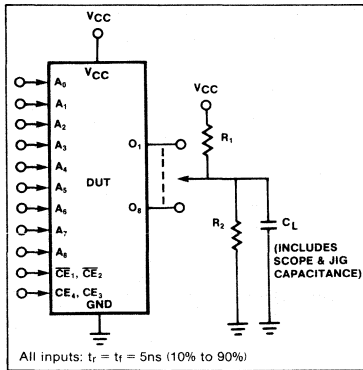 VCC
VCC
A0
A1
A2
A3
A4
A5
A6
A7
A8
CE1, CE2
CE4, CE3
GND
DUT
O1
O8
VCC
R1
R2
CL
(INCLUDES
SCOPE & JIG
CAPACITANCE)
All inputs: tr = tf = 5ns (10% to 90%)